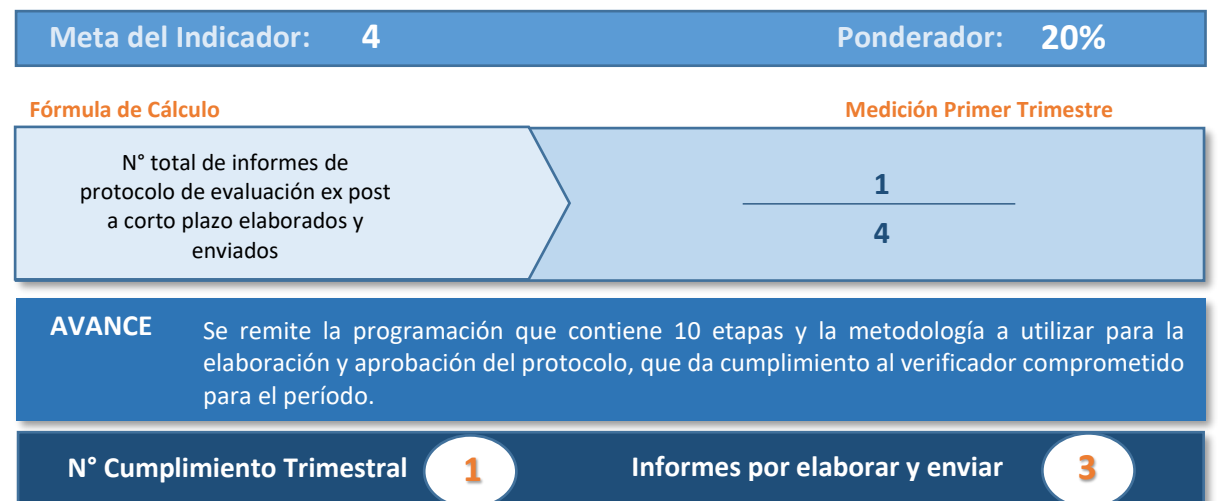 Meta del Indicador: 4 Ponderador: 20%
Fórmula de Cálculo Medición Primer Trimestre
N° total de informes de
protocolo de evaluación ex post
a corto plazo elaborados y
enviados
1
4
AVANCE Se remite la programación que contiene 10 etapas y la metodología a utilizar para la
elaboración y aprobación del protocolo, que da cumplimiento al verificador comprometido
para el período.
N° Cumplimiento Trimestral 1 Informes por elaborar y enviar 3